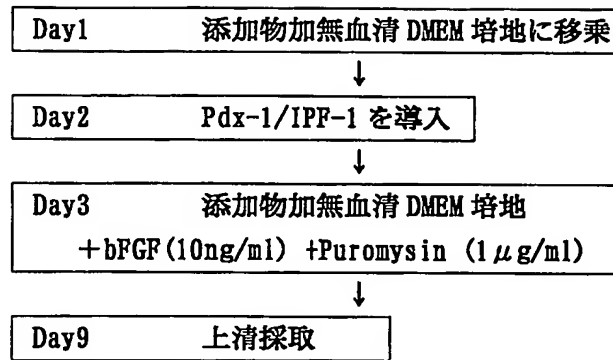 Day1 添加物加無血清 DMEM 培地に移乗
↓
Day2 Pdx-1/IPF-1 を導入
↓
Day3 添加物加無血清 DMEM 培地
+bFGF(10ng/ml) +Puromysin (1μg/ml)
↓
Day9 上清採取